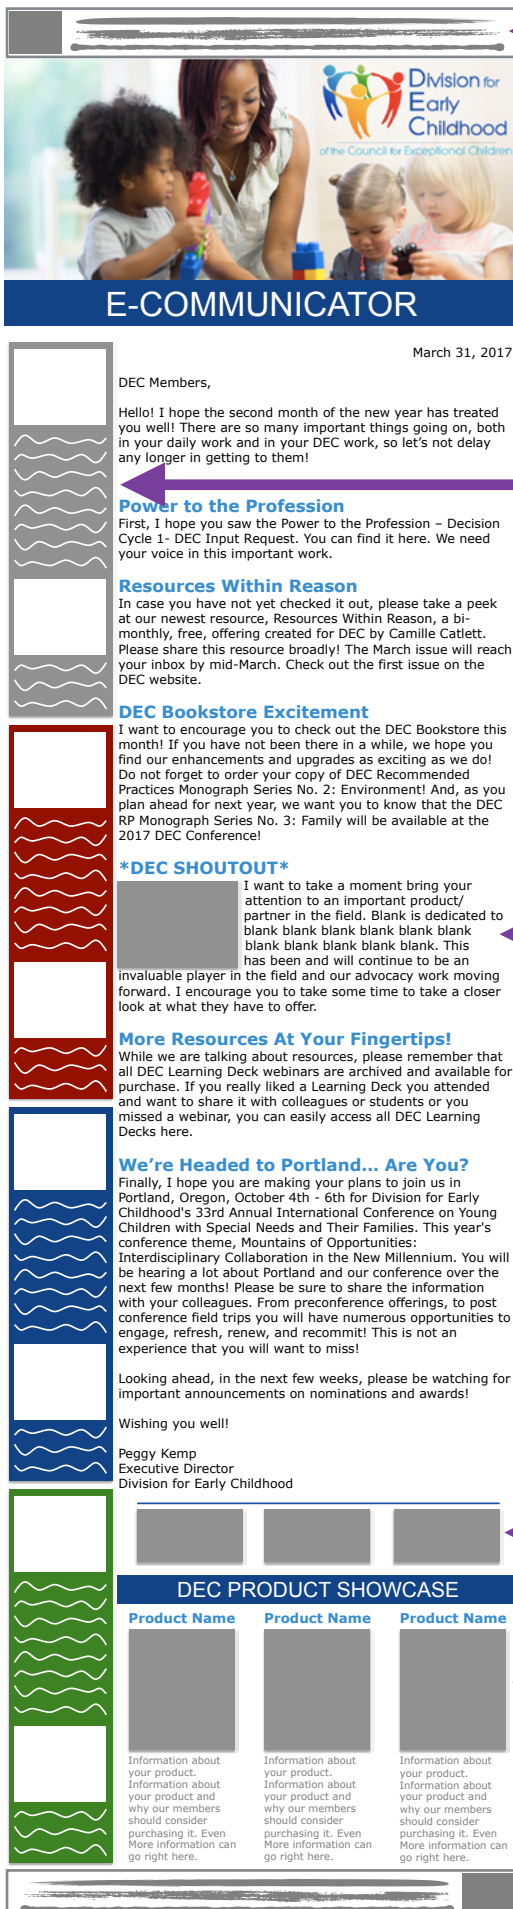 Division for
Early
Childhood
of the Council for Exceptional Children
E-COMMUNICATOR
March 31, 2017
DEC Members,
Hello! I hope the second month of the new year has treated
you well! There are so many important things going on, both
in your daily work and in your DEC work, so let's not delay
any longer in getting to them!
Power to the Profession
First, I hope you saw the Power to the Profession – Decision
Cycle 1- DEC Input Request. You can find it here. We need
your voice in this important work.
Resources Within Reason
In case you have not yet checked it out, please take a peek
at our newest resource, Resources Within Reason, a bi-
monthly, free, offering created for DEC by Camille Catlett.
Please share this resource broadly! The March issue will reach
your inbox by mid-March. Check out the first issue on the
DEC website.
DEC Bookstore Excitement
I want to encourage you to check out the DEC Bookstore this
month! If you have not been there in a while, we hope you
find our enhancements and upgrades as exciting as we do!
Do not forget to order your copy of DEC Recommended
Practices Monograph Series No. 2: Environment! And, as you
plan ahead for next year, we want you to know that the DEC
RP Monograph Series No. 3: Family will be available at the
2017 DEC Conference!
*DEC SHOUTOUT*
I want to take a moment bring your
attention to an important product/
partner in the field. Blank is dedicated to
blank blank blank blank blank blank
blank blank blank blank blank. This
has been and will continue to be an
invaluable player in the field and our advocacy work moving
forward. I encourage you to take some time to take a closer
look at what they have to offer.
More Resources At Your Fingertips!
While we are talking about resources, please remember that
all DEC Learning Deck webinars are archived and available for
purchase. If you really liked a Learning Deck you attended
and want to share it with colleagues or students or you
missed a webinar, you can easily access all DEC Learning
Decks here.
We're Headed to Portland... Are You?
Finally, I hope you are making your plans to join us in
Portland, Oregon, October 4th - 6th for Division for Early
Childhood's 33rd Annual International Conference on Young
Children with Special Needs and Their Families. This year's
conference theme, Mountains of Opportunities:
Interdisciplinary Collaboration in the New Millennium. You will
be hearing a lot about Portland and our conference over the
next few months! Please be sure to share the information
with your colleagues. From preconference offerings, to post
conference field trips you will have numerous opportunities to
engage, refresh, renew, and recommit! This is not an
experience that you will want to miss!
Looking ahead, in the next few weeks, please be watching for
important announcements on nominations and awards!
Wishing you well!
Peggy Kemp
Executive Director
Division for Early Childhood
DEC PRODUCT SHOWCASE
Product Name
Information about
your product.
Information about
your product and
why our members
should consider
purchasing it. Even
More information can
go right here.
Product Name
Information about
your product.
Information about
your product and
why our members
should consider
purchasing it. Even
More information can
go right here.
Product Name
Information about
your product.
Information about
your product and
why our members
should consider
purchasing it. Even
More information can
go right here.